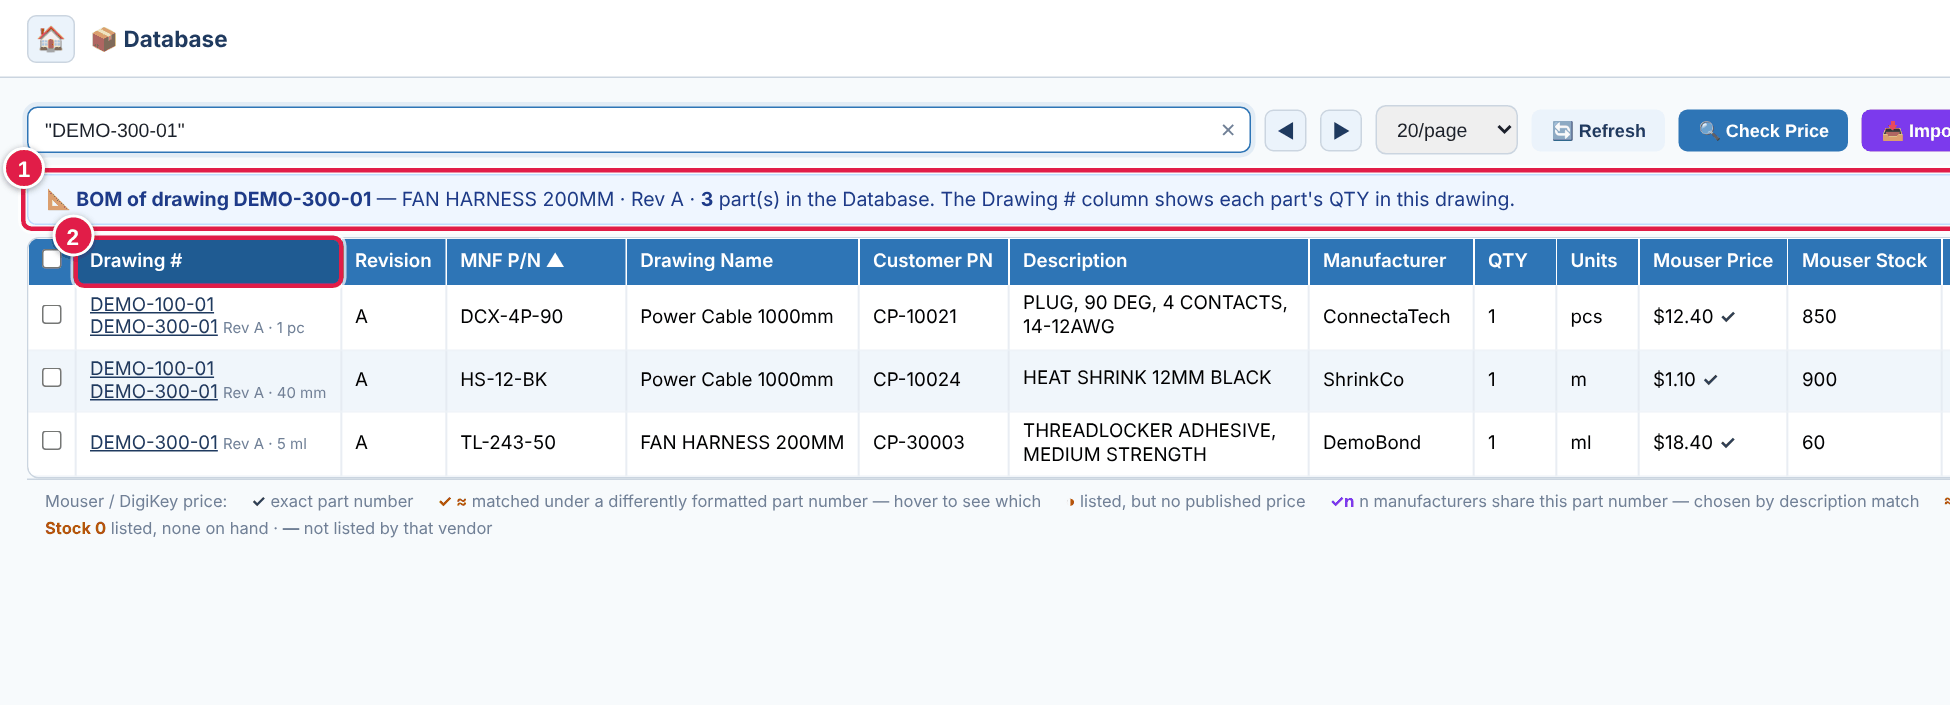 Database
"DEMO-300-01" ✕ ◀ ▶ 20/page Refresh Check Price Impo
1
BOM of drawing DEMO-300-01 — FAN HARNESS 200MM · Rev A · 3 part(s) in the Database. The Drawing # column shows each part's QTY in this drawing.
2
Drawing # Revision MNF P/N ▲ Drawing Name Customer PN Description Manufacturer QTY Units Mouser Price Mouser Stock
DEMO-100-01
DEMO-300-01 Rev A · 1 pc A DCX-4P-90 Power Cable 1000mm CP-10021 PLUG, 90 DEG, 4 CONTACTS,
14-12AWG ConnectaTech 1 pcs $12.40 ✓ 850
DEMO-100-01
DEMO-300-01 Rev A · 40 mm A HS-12-BK Power Cable 1000mm CP-10024 HEAT SHRINK 12MM BLACK ShrinkCo 1 m $1.10 ✓ 900
DEMO-300-01 Rev A · 5 ml A TL-243-50 FAN HARNESS 200MM CP-30003 THREADLOCKER ADHESIVE,
MEDIUM STRENGTH DemoBond 1 ml $18.40 ✓ 60
Mouser / DigiKey price: ✓ exact part number ✓ ≈ matched under a differently formatted part number — hover to see which ◗ listed, but no published price ✓n n manufacturers share this part number — chosen by description match ≈
Stock 0 listed, none on hand · — not listed by that vendor